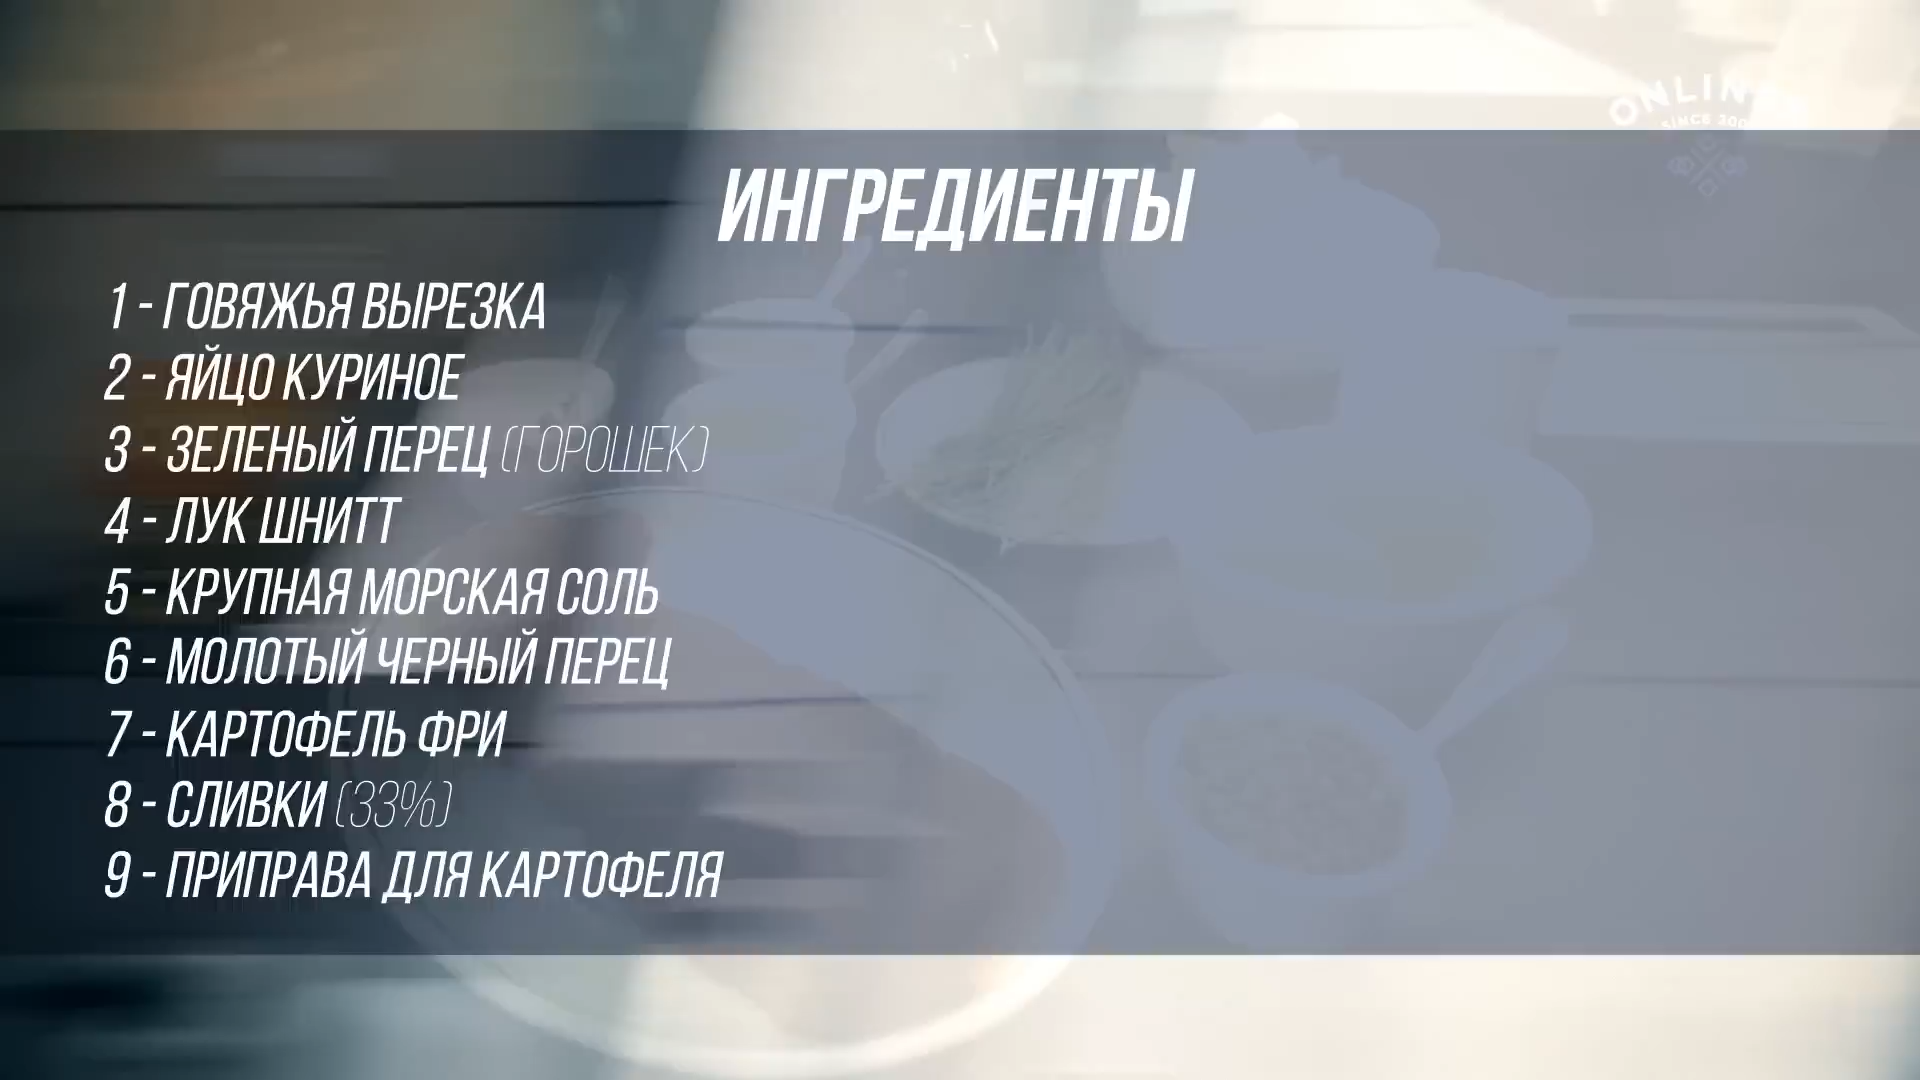 ИНГРЕДИЕНТЫ
1 - ГОВЯЖЬЯ ВЫРЕЗКА
2 - ЯЙЦО КУРИНОЕ
3 - ЗЕЛЕНЫЙ ПЕРЕЦ (ГОРОШЕК)
4 - ЛУК ШНИТТ
5 - КРУПНАЯ МОРСКАЯ СОЛЬ
6 - МОЛОТЫЙ ЧЕРНЫЙ ПЕРЕЦ
7 - КАРТОФЕЛЬ ФРИ
8 - СЛИВКИ (33%)
9 - ПРИПРАВА ДЛЯ КАРТОФЕЛЯ
SINCE